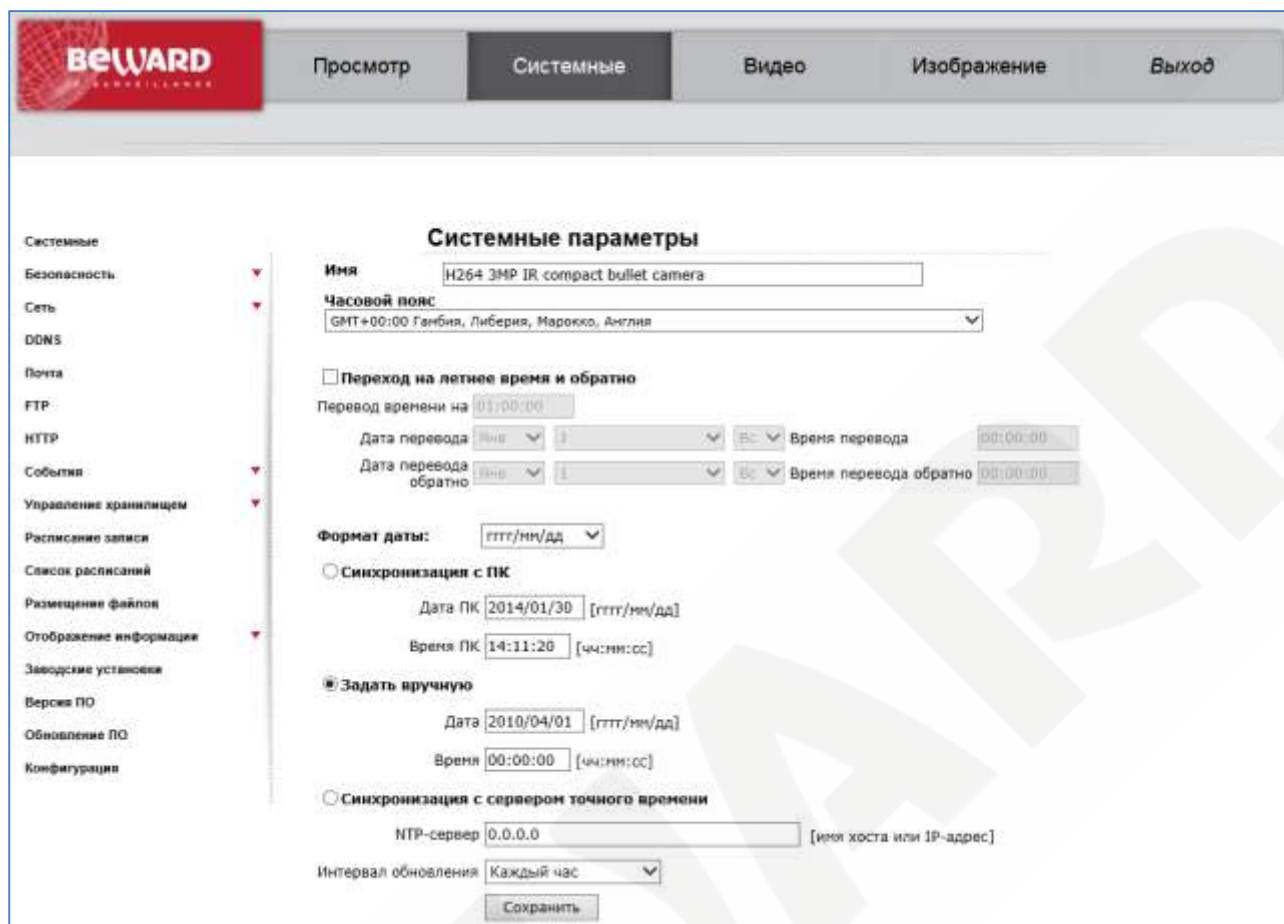 BEWARD
Просмотр Системные Видео Изображение Выход
Системные
Безопасность
Сеть
DDNS
Почта
FTP
HTTP
События
Управление хранилищем
Расписание записи
Список расписаний
Размещение файлов
Отображение информации
Заводские установки
Версия ПО
Обновление ПО
Конфигурация
Системные параметры
Имя H264 3MP IR compact bullet camera
Часовой пояс
GMT+00:00 Гамбия, Либерия, Марокко, Англия
Переход на летнее время и обратно
Перевод времени на 01:00:00
Дата перевода Янв 1 Вс Время перевода 00:00:00
Дата перевода обратно Янв 1 Вс Время перевода обратно 00:00:00
Формат даты: гггг/мм/дд
Синхронизация с ПК
Дата ПК 2014/01/30 [гггг/мм/дд]
Время ПК 14:11:20 [чч:мм:сс]
Задать вручную
Дата 2010/04/01 [гггг/мм/дд]
Время 00:00:00 [чч:мм:сс]
Синхронизация с сервером точного времени
NTP-сервер 0.0.0.0 [имя хоста или IP-адрес]
Интервал обновления Каждый час
Сохранить